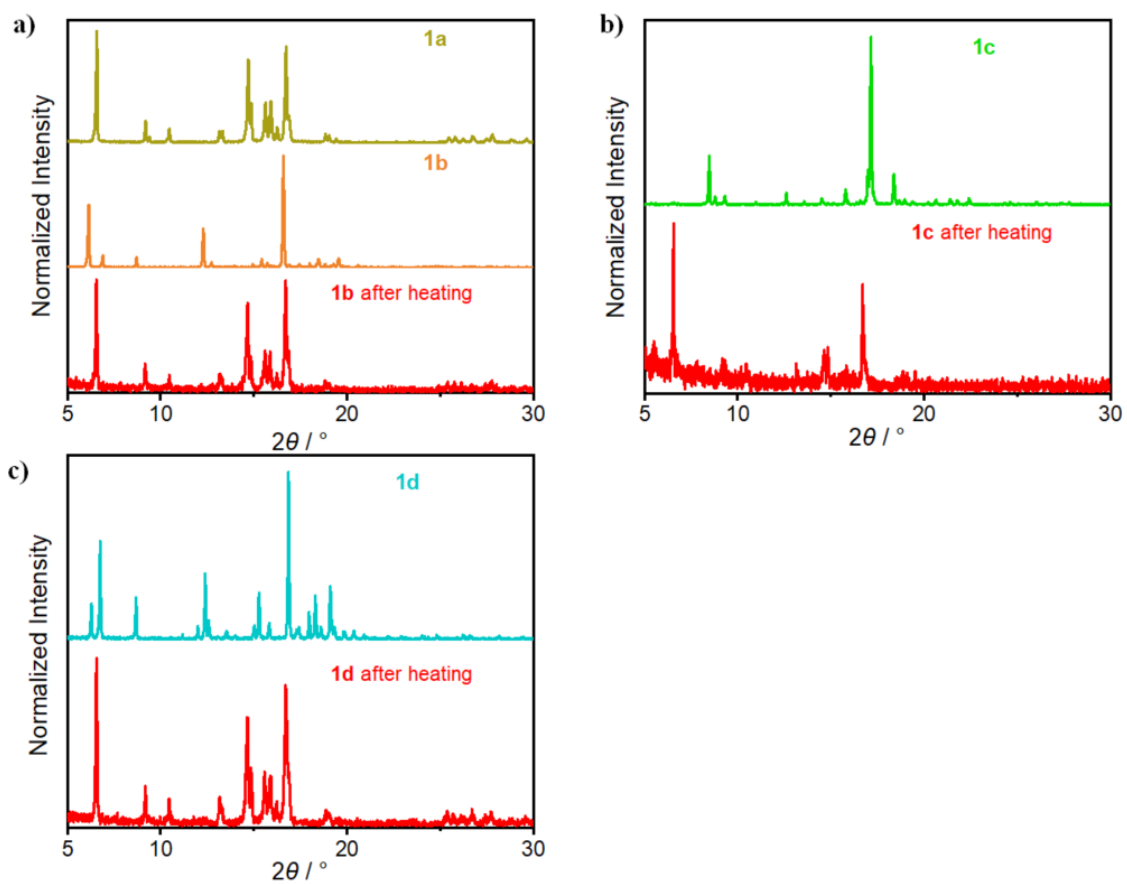 a)
1a
1b
1b after heating
Normalized Intensity
5 10 20 30
2θ / °
b)
1c
1c after heating
Normalized Intensity
5 10 20 30
2θ / °
c)
1d
1d after heating
Normalized Intensity
5 10 20 30
2θ / °